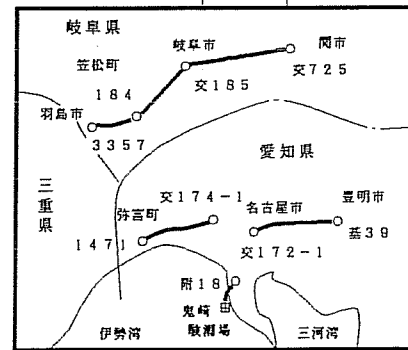 岐阜県
岐阜市
関市
笠松町
184
交185
交725
羽島市
3357
愛知県
三重県
交174-1
弥富町
名古屋市
豊明市
1471
交172-1
基39
附18
鬼崎
験潮場
伊勢湾
三河湾